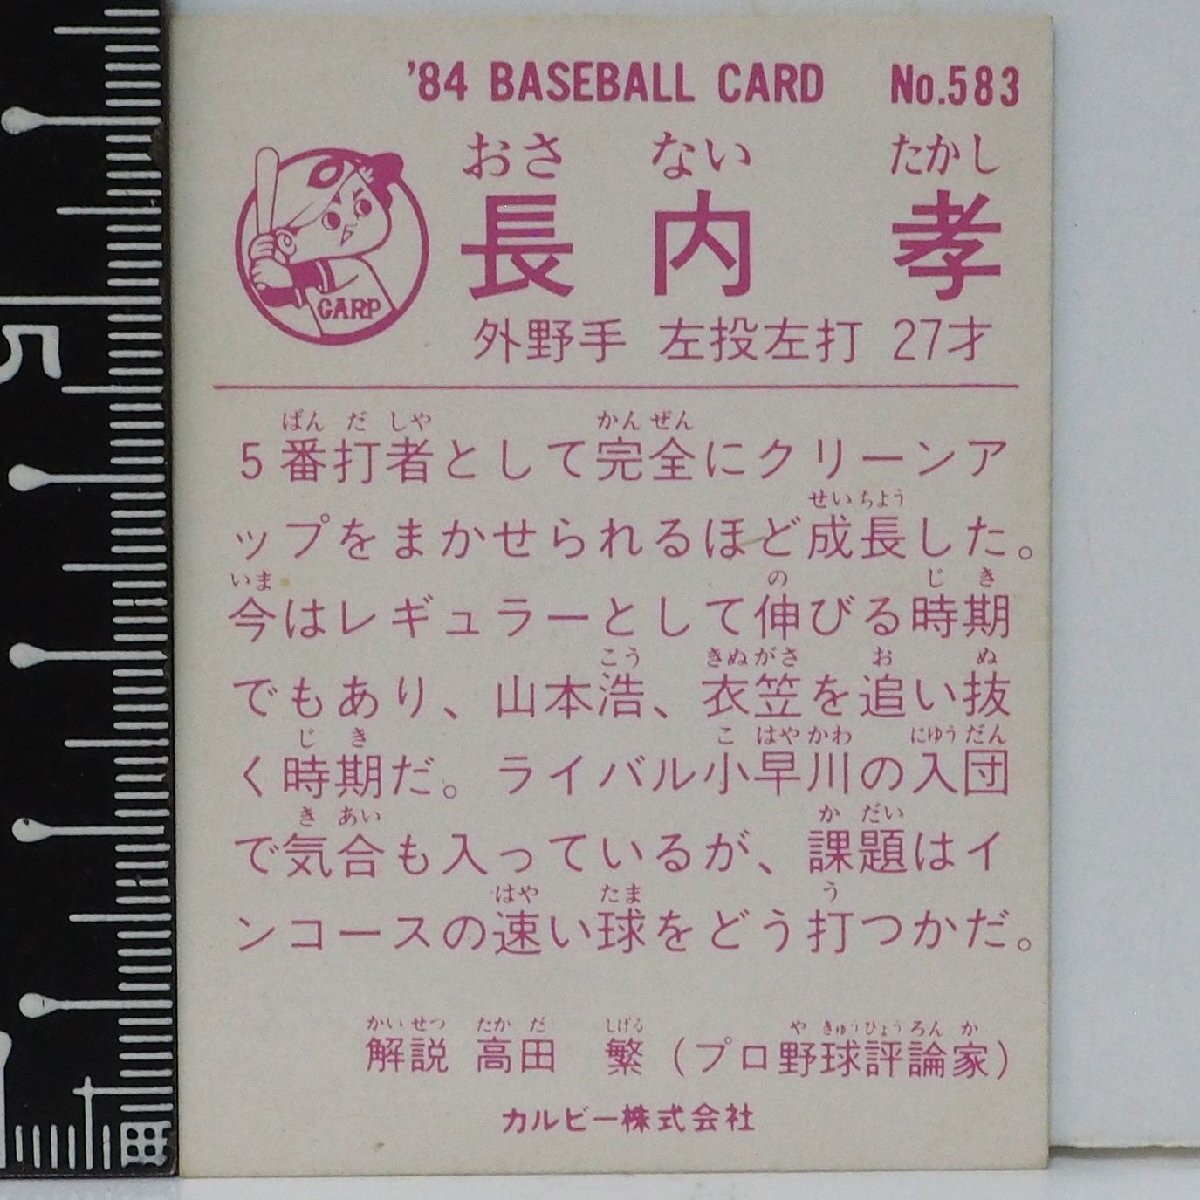 '84 BASEBALL CARD No.583
おさ ない たかし
長内 孝
CARP
外野手 左投左打 27才
ばん だ しや かん ぜん
5番打者として完全にクリーンア
せいちよう
ップをまかせられるほど成長した。
いま の じ き
今はレギュラーとして伸びる時期
こう きぬがさ お ぬ
でもあり、山本浩、衣笠を追い抜
じ き こ はやかわ にゆうだん
く時期だ。ライバル小早川の入団
き あい か だい
で気合も入っているが、課題はイ
はや たま う
ンコースの速い球をどう打つかだ。
かいせつ たか だ しげる や きゅうひょうろん か
解説 高田 繁 (プロ野球評論家)
カルビー株式会社
5